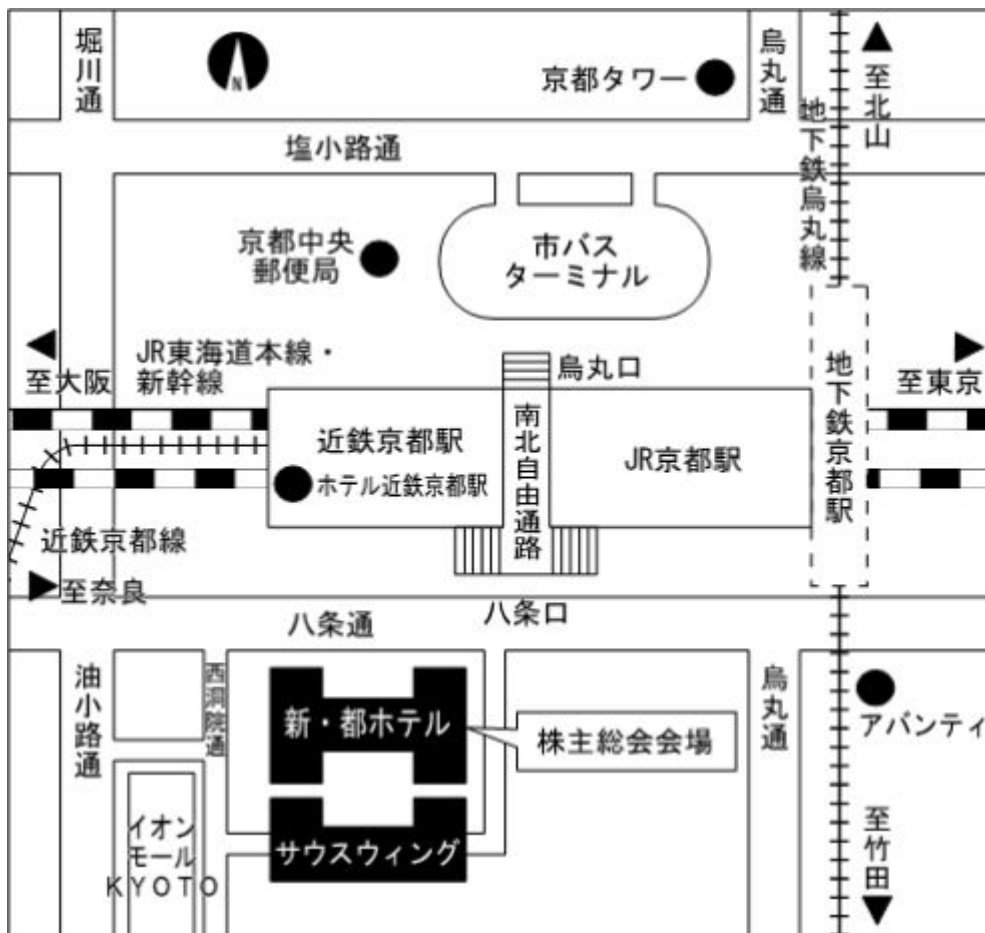 堀川通
N
京都タワー
烏丸通
至北山
地下鉄烏丸線
塩小路通
京都中央
郵便局
市バス
ターミナル
JR東海道本線・
新幹線
至大阪
烏丸口
至東京
近鉄京都駅
ホテル近鉄京都駅
南北自由通路
JR京都駅
地下鉄京都駅
近鉄京都線
至奈良
八条通
八条口
油小路通
西洞院通
新・都ホテル
株主総会会場
烏丸通
アバンティ
イオン
モール
KYOTO
サウスウィング
至竹田